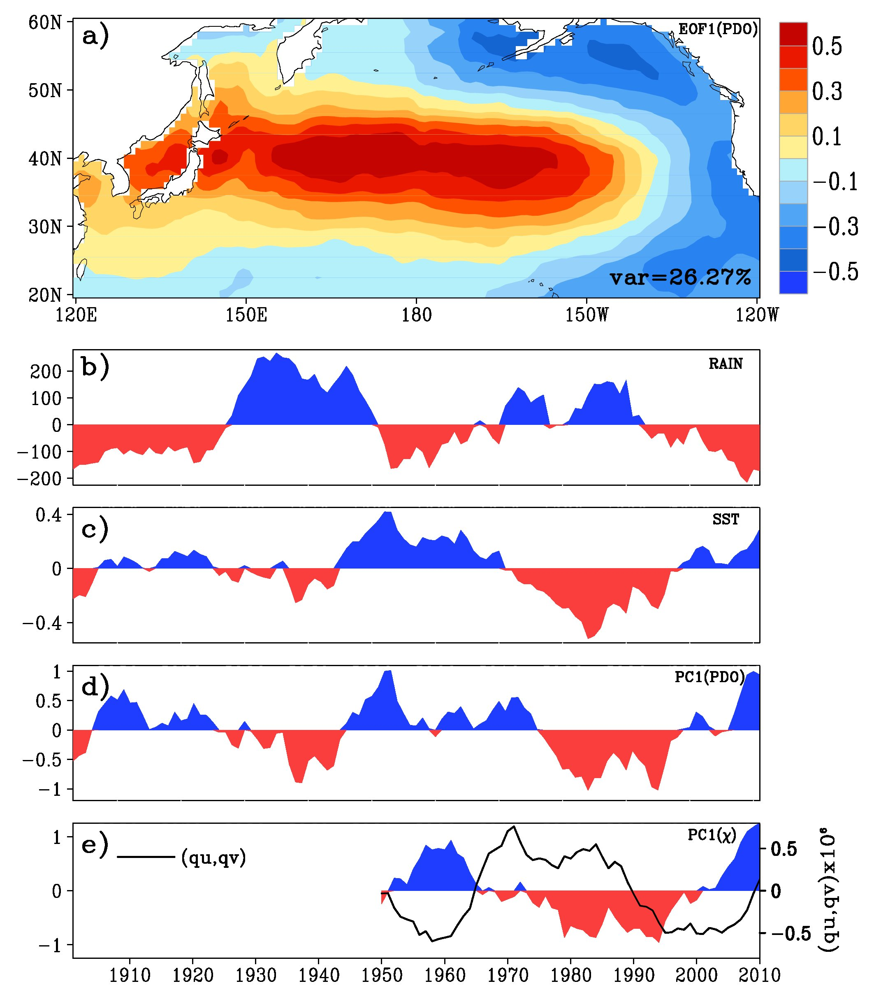 a)
EOF1(PDO)
60N
50N
40N
30N
20N
var=26.27%
120E 150E 180 150W 120W
0.5
0.3
0.1
−0.1
−0.3
−0.5
b)
RAIN
200
100
0
−100
−200
c)
SST
0.4
0
−0.4
d)
PC1(PDO)
1
0.5
0
−0.5
−1
e)
(qu,qv)
PC1(χ)
1
0
−1
0.5
0
−0.5
(qu,qv)x10⁶
1910 1920 1930 1940 1950 1960 1970 1980 1990 2000 2010